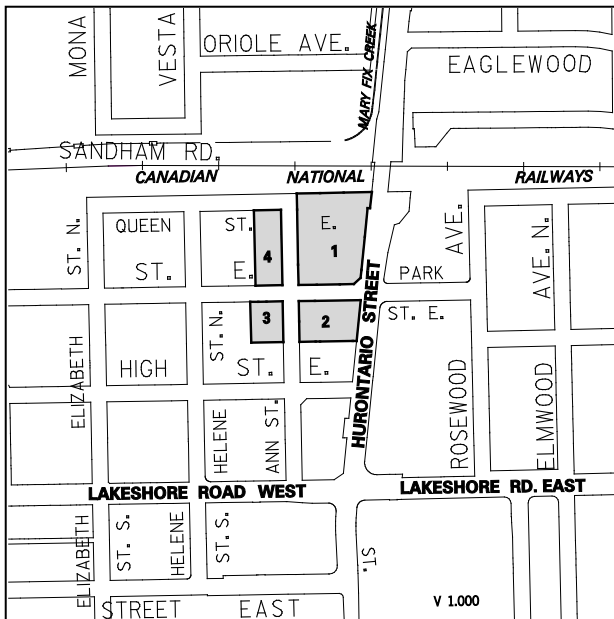 MONA
VESTA
ORIOLE AVE.
MARY FIX CREEK
EAGLEWOOD
SANDHAM RD.
CANADIAN NATIONAL RAILWAYS
ST. N.
QUEEN ST. E.
4
1
AVE.
AVE. N.
ST. E.
PARK
ST. E.
3
2
ST. N.
HURONTARIO STREET
ELIZABETH
HIGH ST. E.
ROSEWOOD
ELMWOOD
HELENE
ANN ST.
LAKESHORE ROAD WEST
LAKESHORE RD. EAST
ELIZABETH
ST. S.
HELENE
ST. S.
ST.
STREET EAST
V 1.000